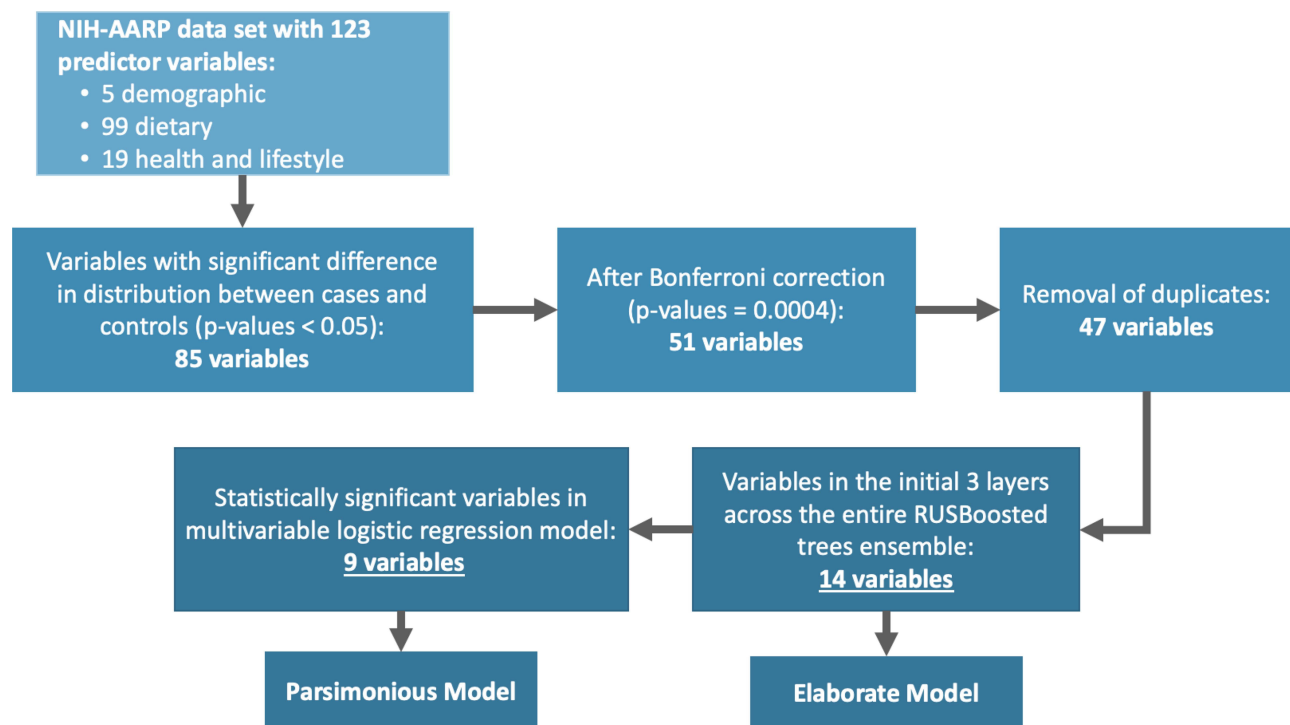 NIH-AARP data set with 123
predictor variables:
• 5 demographic
• 99 dietary
• 19 health and lifestyle
Variables with significant difference
in distribution between cases and
controls (p-values < 0.05):
85 variables
After Bonferroni correction
(p-values = 0.0004):
51 variables
Removal of duplicates:
47 variables
Variables in the initial 3 layers
across the entire RUSBoosted
trees ensemble:
14 variables
Statistically significant variables in
multivariable logistic regression model:
9 variables
Parsimonious Model
Elaborate Model